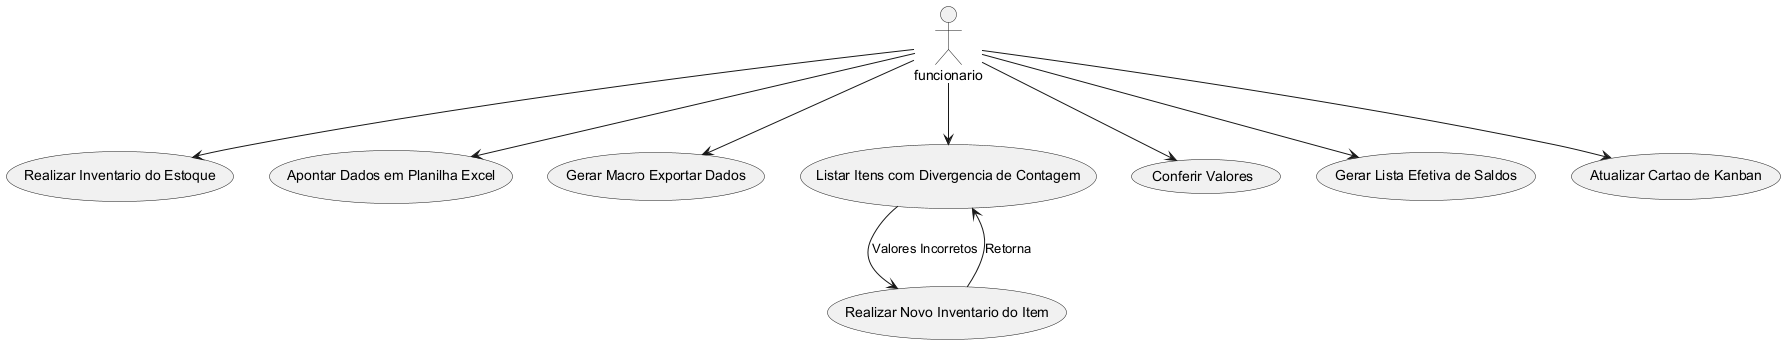 funcionario
Realizar Inventario do Estoque
Apontar Dados em Planilha Excel
Gerar Macro Exportar Dados
Listar Itens com Divergencia de Contagem
Conferir Valores
Gerar Lista Efetiva de Saldos
Atualizar Cartao de Kanban
Valores Incorretos
Retorna
Realizar Novo Inventario do Item